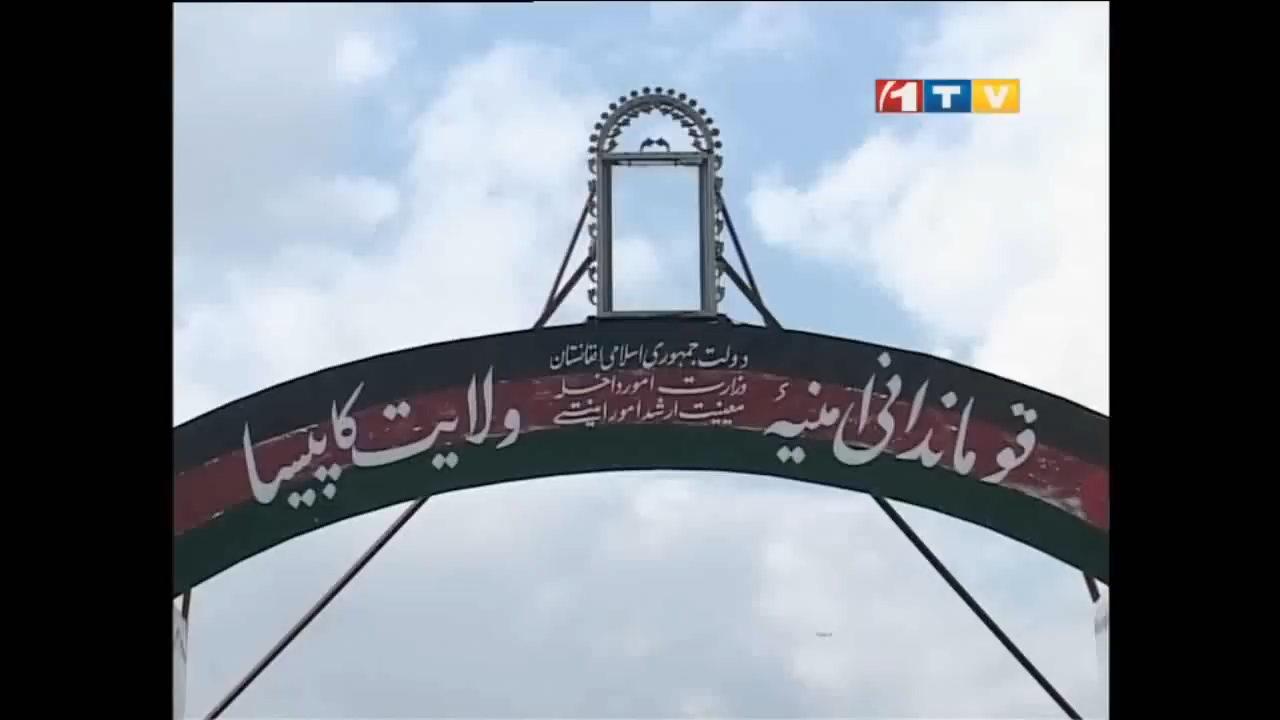 1TV
دولت جمهوری اسلامی افغانستان
وزارت امور داخله
معینیت ارشد امور امنیتی
قوماندانی امنیهٔ ولایت کاپیسا